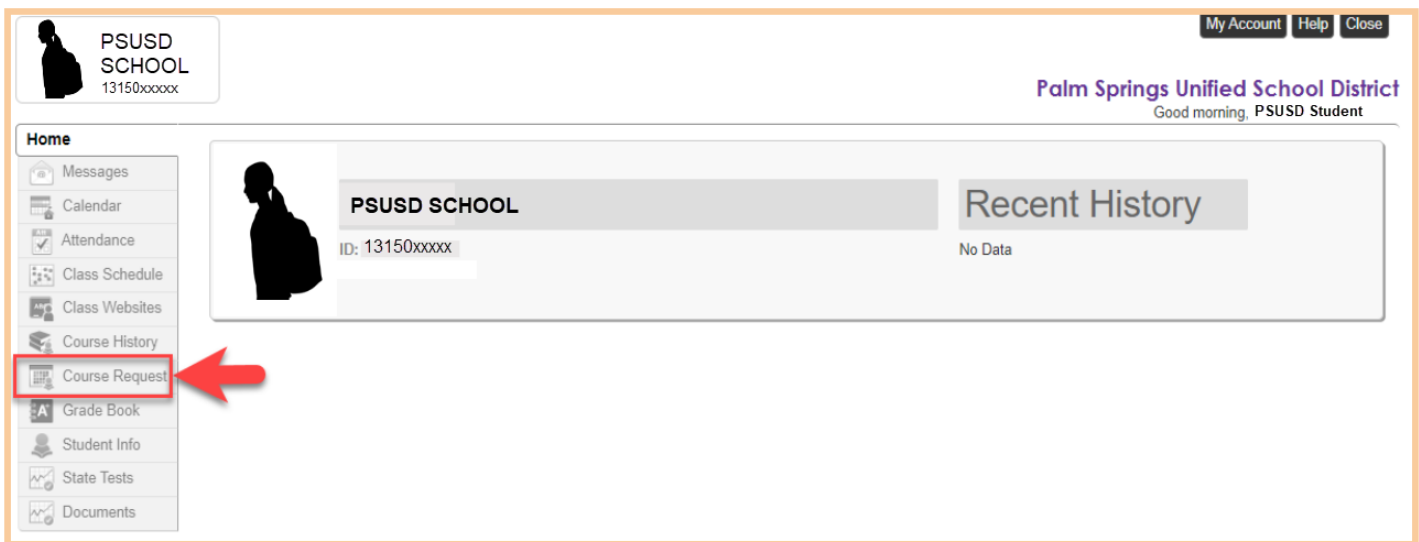 My Account Help Close
PSUSD
SCHOOL
13150xxxxx
Palm Springs Unified School District
Good morning, PSUSD Student
Home
Messages
Calendar
Attendance
Class Schedule
Class Websites
Course History
Course Request
Grade Book
Student Info
State Tests
Documents
PSUSD SCHOOL
ID: 13150xxxxx
Recent History
No Data